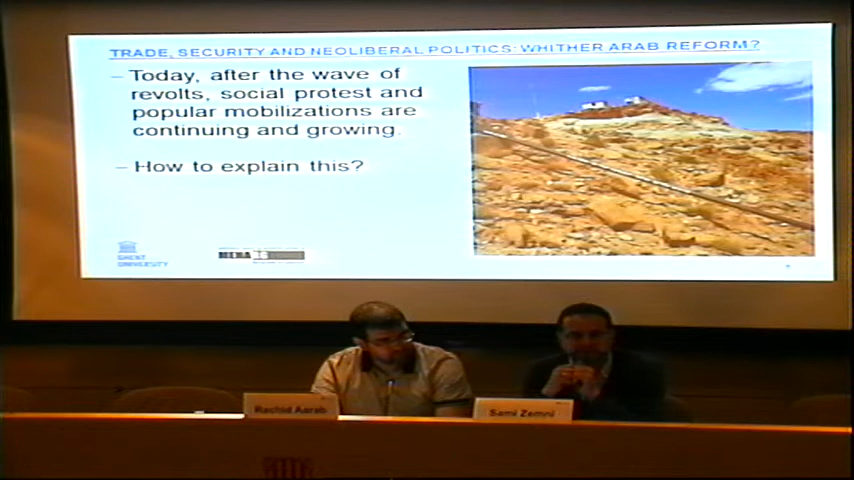 TRADE, SECURITY AND NEOLIBERAL POLITICS: WHITHER ARAB REFORM?
– Today, after the wave of
revolts, social protest and
popular mobilizations are
continuing and growing.
– How to explain this?
GHENT
UNIVERSITY
Rachid Aarab
Sami Zemni